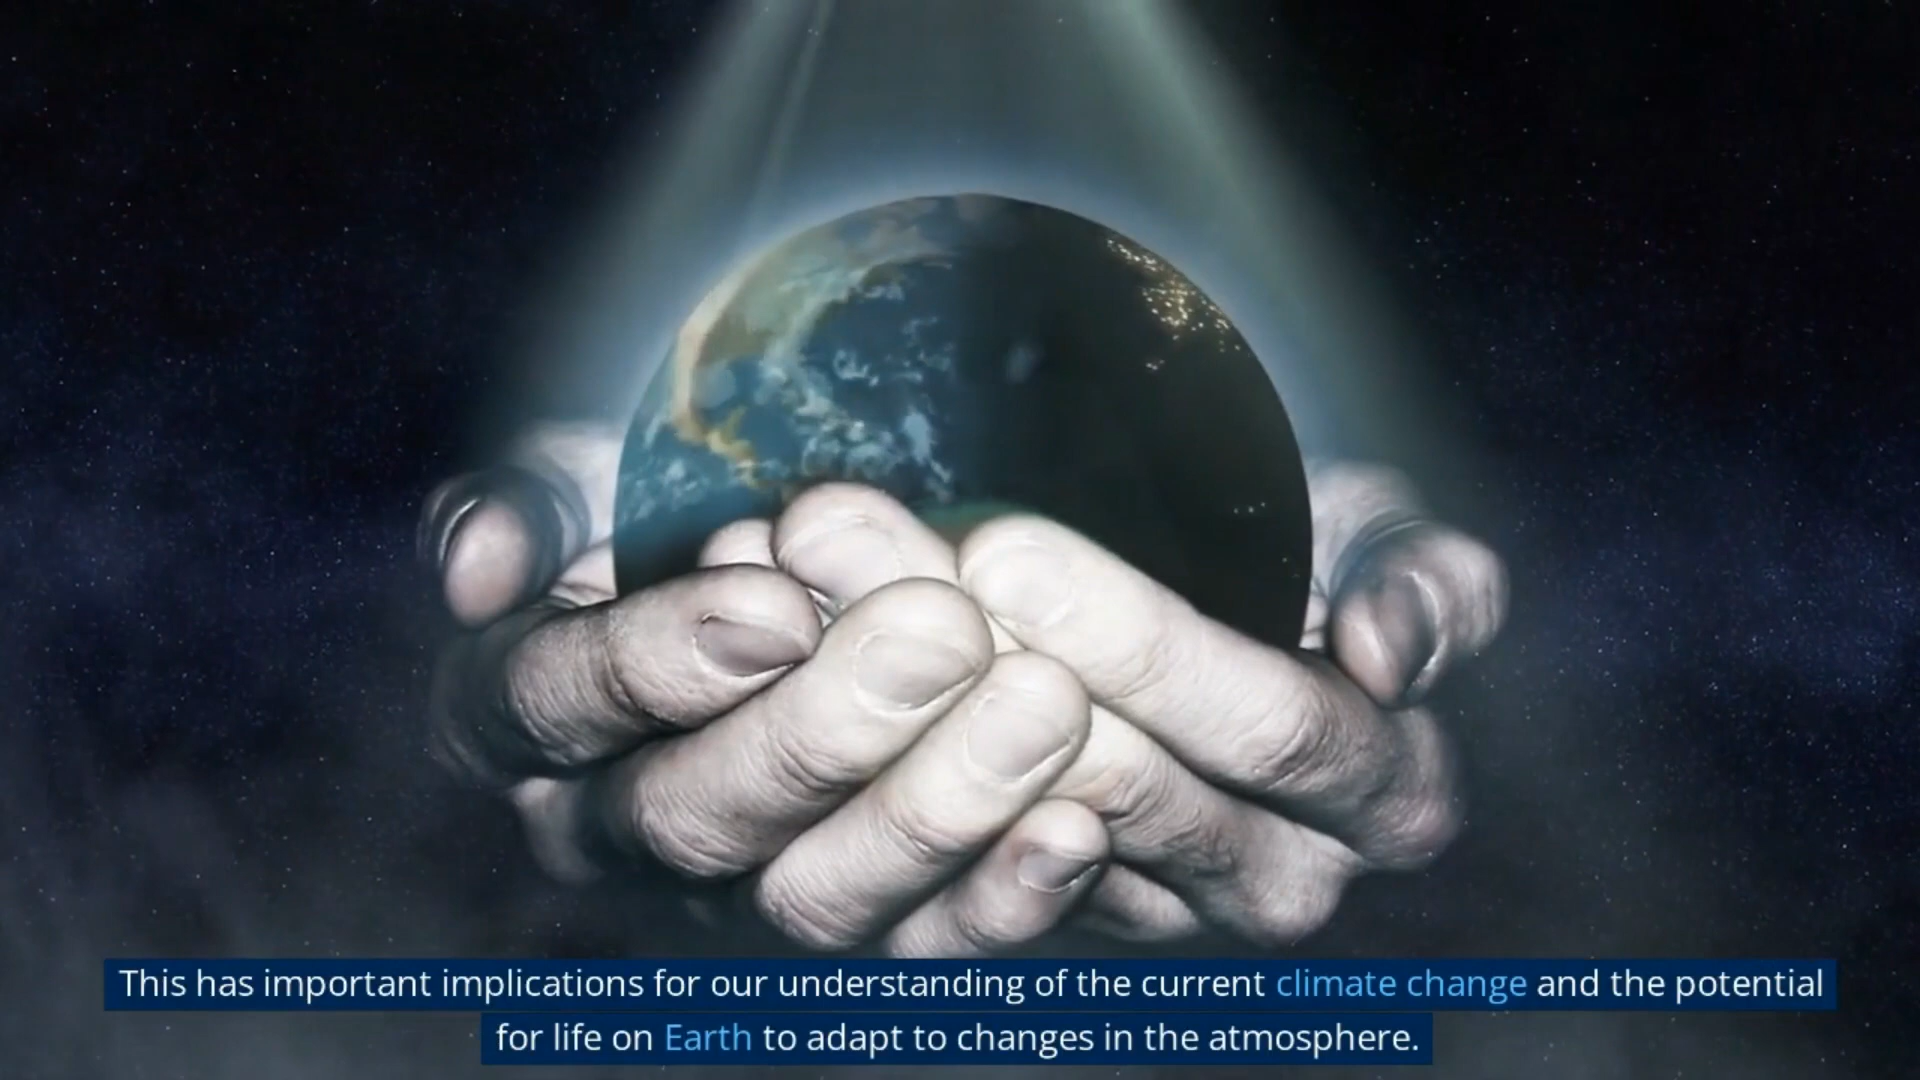 This has important implications for our understanding of the current climate change and the potential
for life on Earth to adapt to changes in the atmosphere.